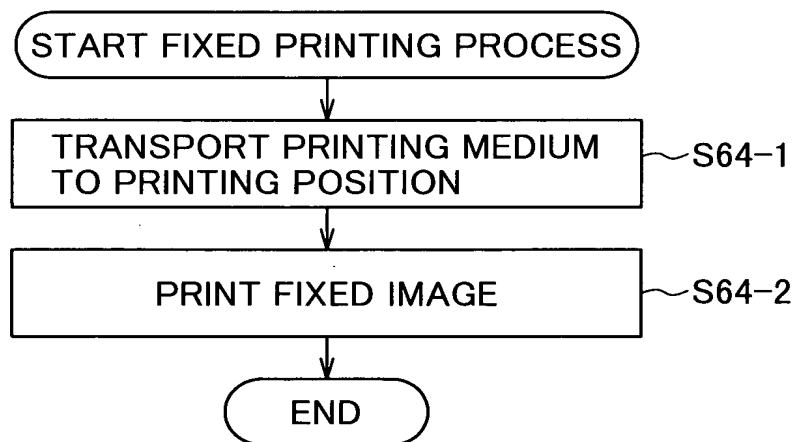 START FIXED PRINTING PROCESS
TRANSPORT PRINTING MEDIUM
TO PRINTING POSITION
S64-1
PRINT FIXED IMAGE
S64-2
END